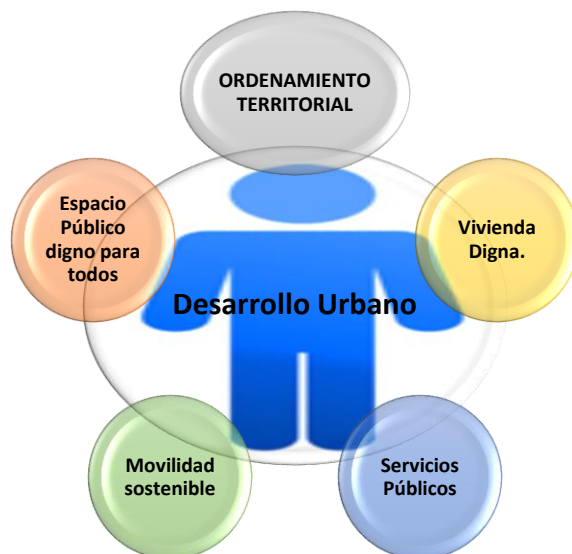 ORDENAMIENTO
TERRITORIAL
Espacio
Público
digno para
todos
Vivienda
Digna.
Desarrollo Urbano
Movilidad
sostenible
Servicios
Públicos